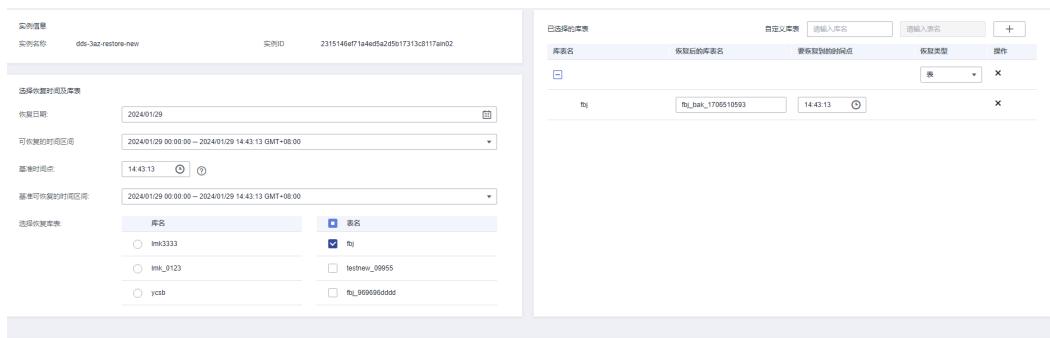 实例信息
实例名称 dds-3az-restore-new 实例ID 2315146ef71a4ed5a2d5b17313c8117ain02
选择恢复时间及库表
恢复日期: 2024/01/29
可恢复的时间区间 2024/01/29 00:00:00 -- 2024/01/29 14:43:13 GMT+08:00
基准时间点: 14:43:13
基准可恢复的时间区间: 2024/01/29 00:00:00 -- 2024/01/29 14:43:13 GMT+08:00
选择恢复库表: 库名 表名
lmk3333 fbj
lmk_0123 testnew_09955
ycsb fbj_969696dddd
已选择的库表 自定义库表 请输入库名 请输入表名
库表名 恢复后的库表名 要恢复到的时间点 恢复类型 操作
表
fbj fbj_bak_1706510593 14:43:13